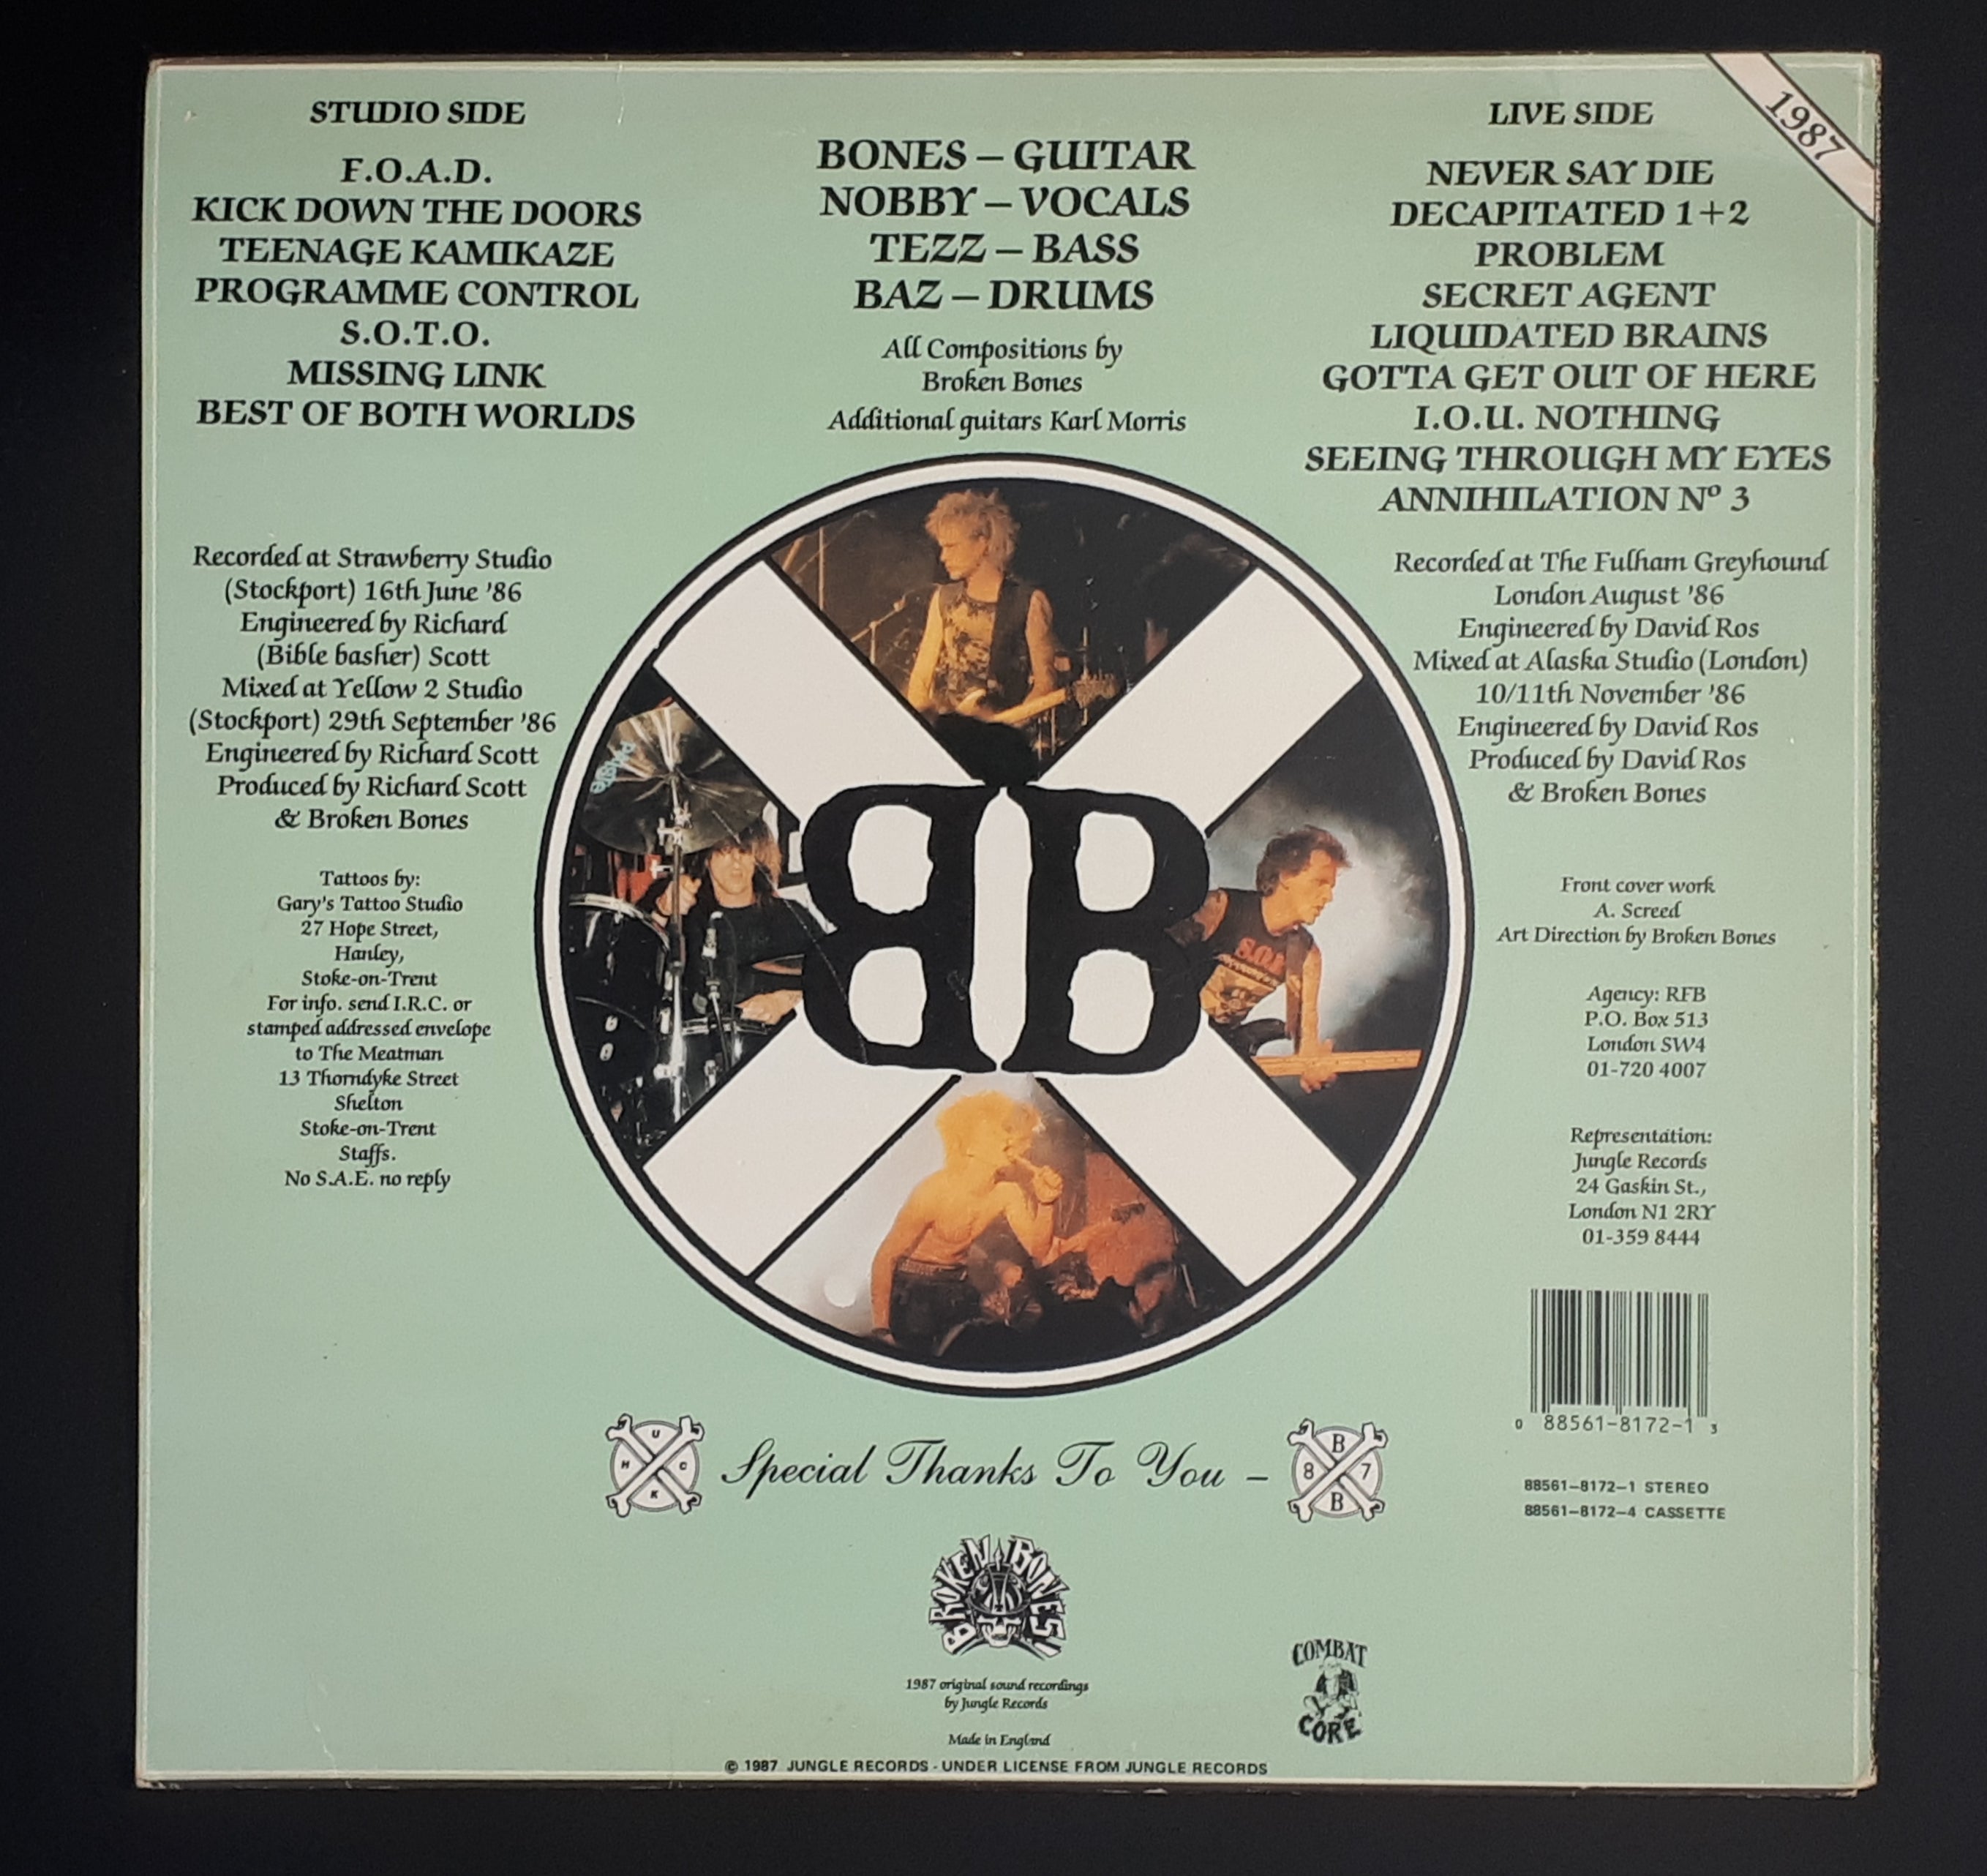 STUDIO SIDE
F.O.A.D.
KICK DOWN THE DOORS
TEENAGE KAMIKAZE
PROGRAMME CONTROL
S.O.T.O.
MISSING LINK
BEST OF BOTH WORLDS
Recorded at Strawberry Studio
(Stockport) 16th June '86
Engineered by Richard
(Bible basher) Scott
Mixed at Yellow 2 Studio
(Stockport) 29th September '86
Engineered by Richard Scott
Produced by Richard Scott
& Broken Bones
Tattoos by:
Gary's Tattoo Studio
27 Hope Street,
Hanley,
Stoke-on-Trent
For info. send I.R.C. or
stamped addressed envelope
to The Meatman
13 Thorndyke Street
Shelton
Stoke-on-Trent
Staffs.
No S.A.E. no reply
BONES – GUITAR
NOBBY – VOCALS
TEZZ – BASS
BAZ – DRUMS
All Compositions by
Broken Bones
Additional guitars Karl Morris
BB
paiste
S.O.D.
LIVE SIDE
1987
NEVER SAY DIE
DECAPITATED 1+2
PROBLEM
SECRET AGENT
LIQUIDATED BRAINS
GOTTA GET OUT OF HERE
I.O.U. NOTHING
SEEING THROUGH MY EYES
ANNIHILATION Nº 3
Recorded at The Fulham Greyhound
London August '86
Engineered by David Ros
Mixed at Alaska Studio (London)
10/11th November '86
Engineered by David Ros
Produced by David Ros
& Broken Bones
Front cover work
A. Screed
Art Direction by Broken Bones
Agency: RFB
P.O. Box 513
London SW4
01-720 4007
Representation:
Jungle Records
24 Gaskin St.,
London N1 2RY
01-359 8444
0 88561-8172-1 3
88561-8172-1 STEREO
88561-8172-4 CASSETTE
U
H C
K
Special Thanks To You –
B
8 7
B
BROKEN BONES
1987 original sound recordings
by Jungle Records
Made in England
COMBAT
CORE
© 1987 JUNGLE RECORDS - UNDER LICENSE FROM JUNGLE RECORDS